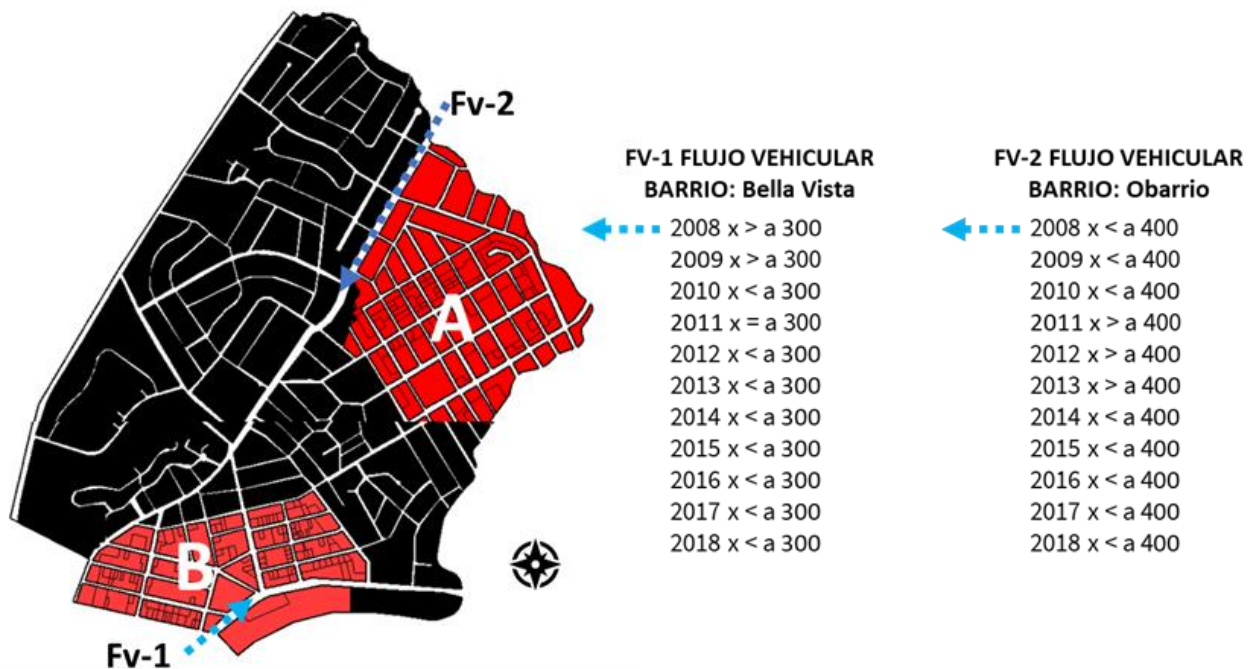 Fv-2
A
B
Fv-1
FV-1 FLUJO VEHICULAR
BARRIO: Bella Vista
2008 x > a 300
2009 x > a 300
2010 x < a 300
2011 x = a 300
2012 x < a 300
2013 x < a 300
2014 x < a 300
2015 x < a 300
2016 x < a 300
2017 x < a 300
2018 x < a 300
FV-2 FLUJO VEHICULAR
BARRIO: Obarrio
2008 x < a 400
2009 x < a 400
2010 x < a 400
2011 x > a 400
2012 x > a 400
2013 x > a 400
2014 x < a 400
2015 x < a 400
2016 x < a 400
2017 x < a 400
2018 x < a 400